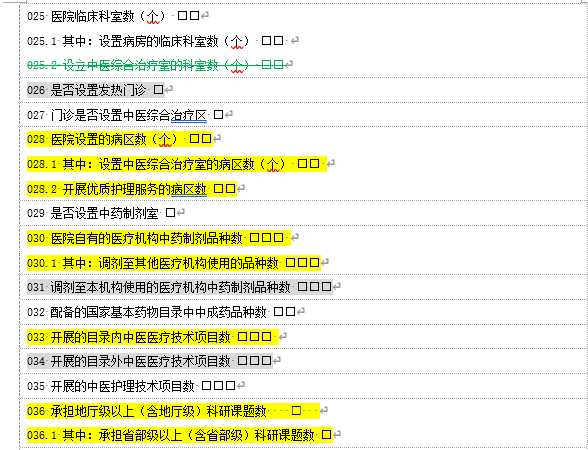 025 医院临床科室数（个） □□
025.1 其中：设置病房的临床科室数（个） □□
025.2 设立中医综合治疗室的科室数（个） □□
026 是否设置发热门诊 □
027 门诊是否设置中医综合治疗区 □
028 医院设置的病区数（个） □□
028.1 其中：设置中医综合治疗室的病区数（个） □□
028.2 开展优质护理服务的病区数 □□
029 是否设置中药制剂室 □
030 医院自有的医疗机构中药制剂品种数 □□□
030.1 其中：调剂至其他医疗机构使用的品种数 □□□
031 调剂至本机构使用的医疗机构中药制剂品种数 □□□
032 配备的国家基本药物目录中中成药品种数 □□
033 开展的目录内中医医疗技术项目数 □□□
034 开展的目录外中医医疗技术项目数 □□□
035 开展的中医护理技术项目数 □□□
036 承担地厅级以上（含地厅级）科研课题数 □
036.1 其中：承担省部级以上（含省部级）科研课题数 □